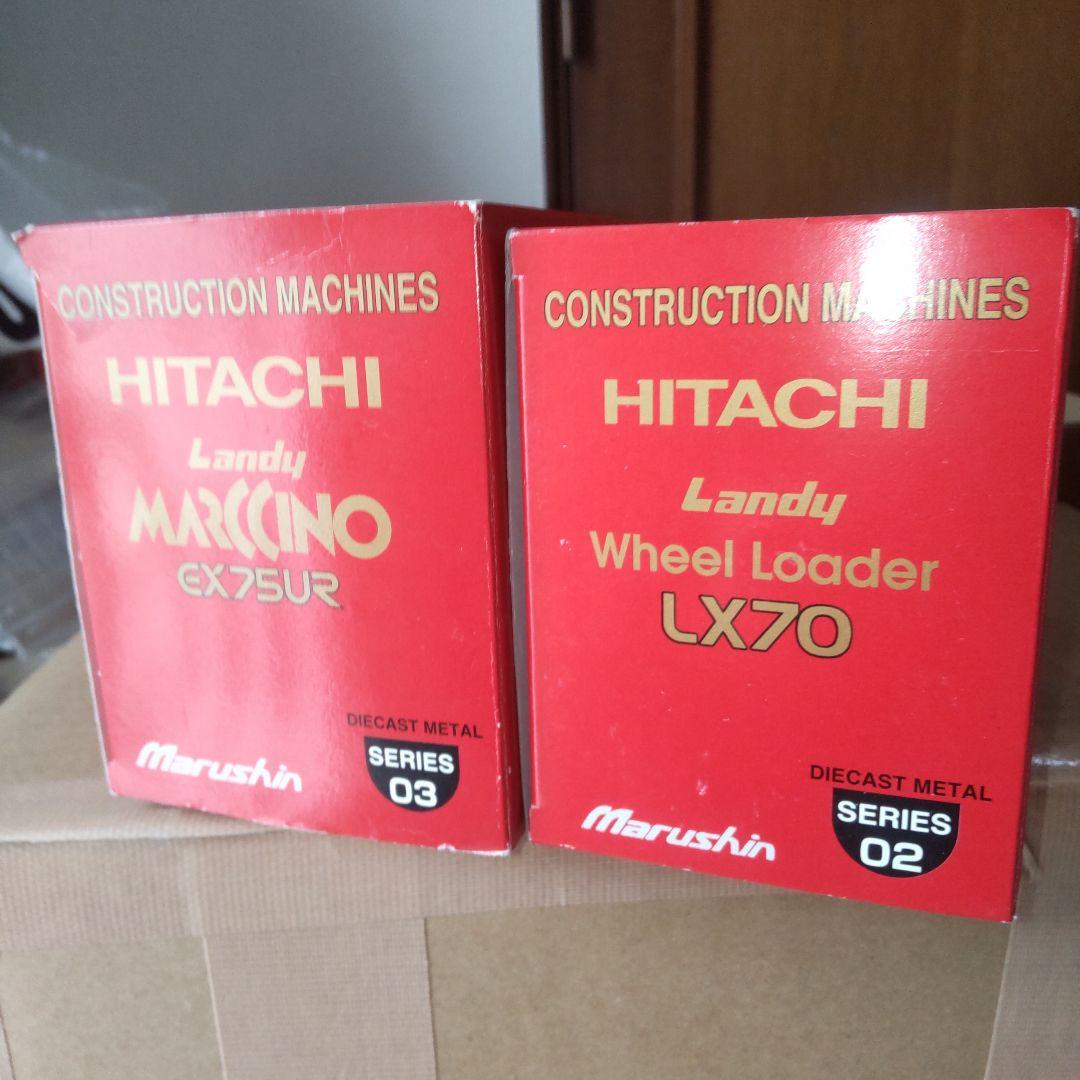 CONSTRUCTION MACHINES
HITACHI
Landy
MARCCINO
EX75UR
DIECAST METAL
SERIES
03
Marushin
CONSTRUCTION MACHINES
HITACHI
Landy
Wheel Loader
LX70
DIECAST METAL
SERIES
02
Marushin